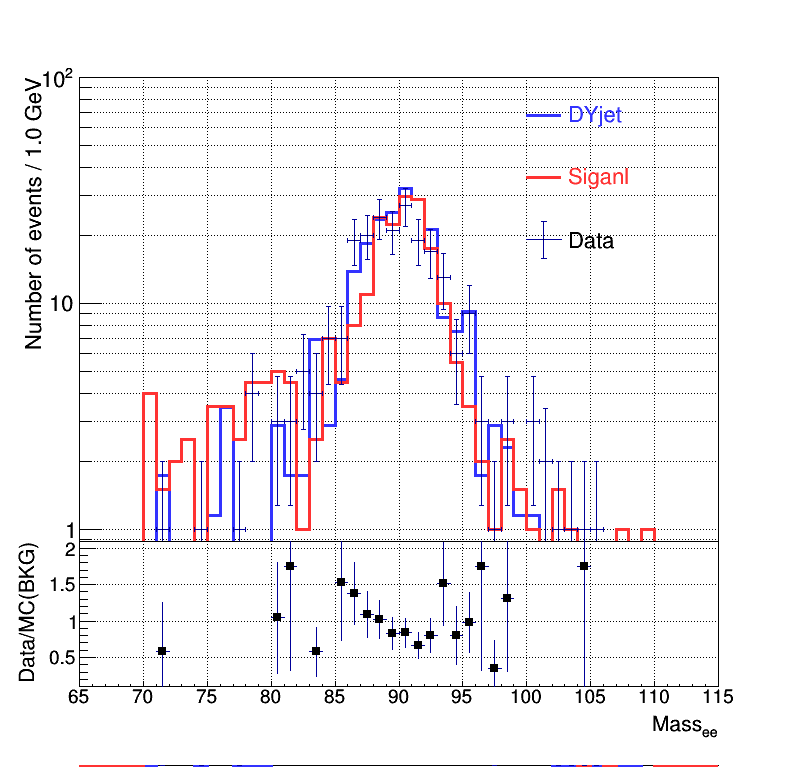 10²
Number of events / 1.0 GeV
DYjet
Siganl
Data
10
1
Data/MC(BKG)
2
1.5
1
0.5
65 70 75 80 85 90 95 100 105 110 115
Mass_ee